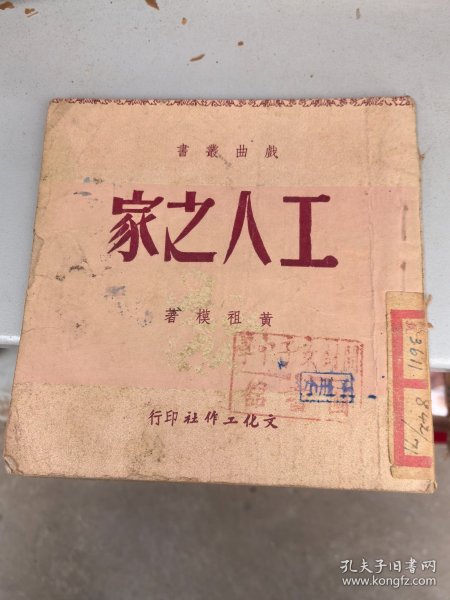 戲曲叢書
工人之家
黃祖模著
文化工作社印行
3611
孔夫子旧书网
www.kongfz.com